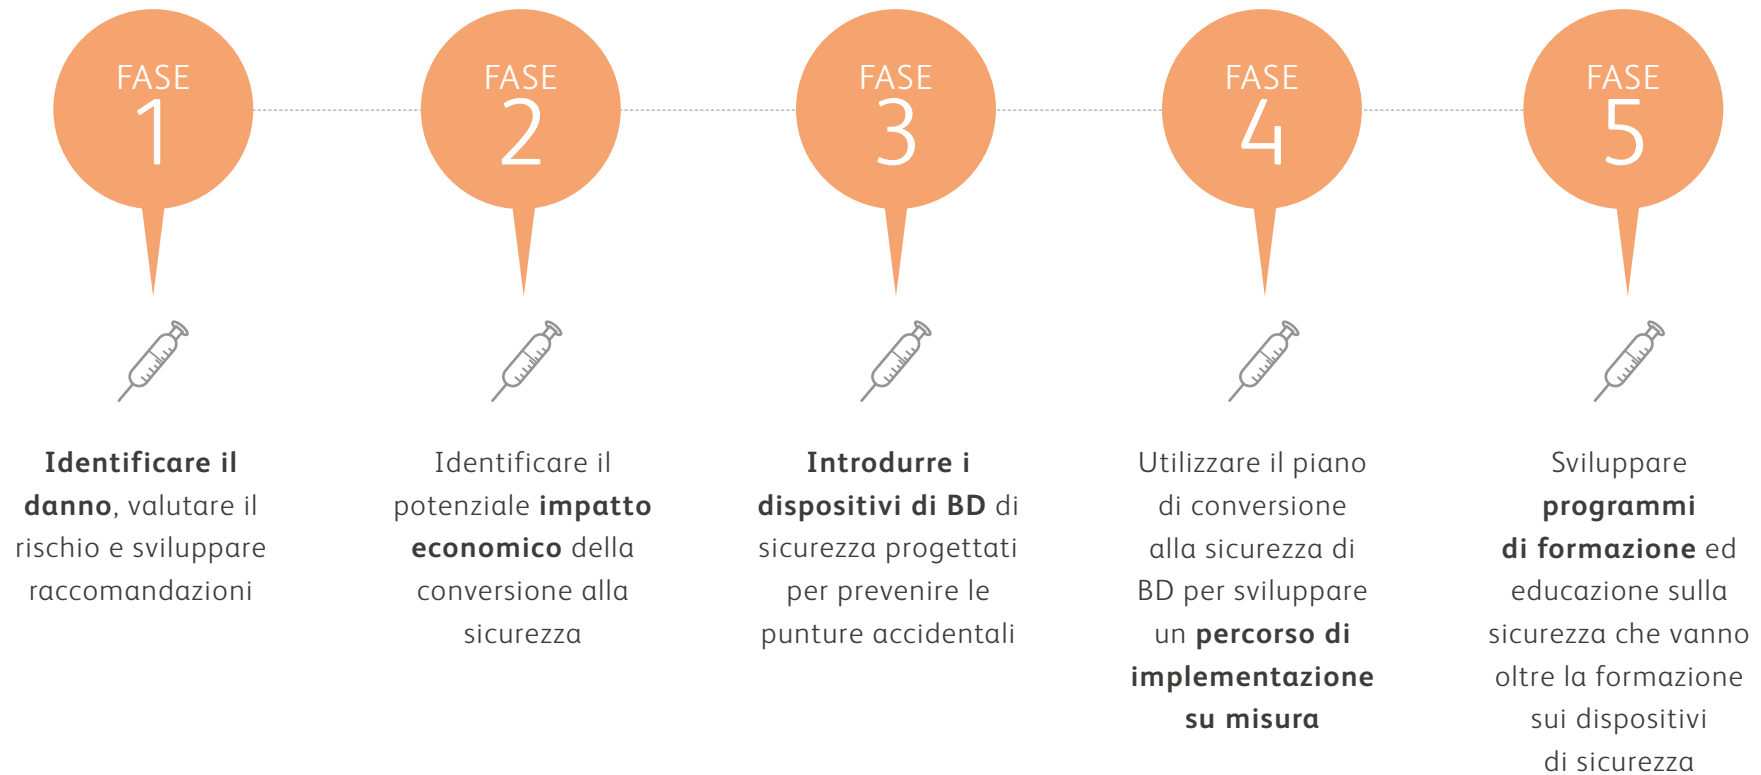 FASE
1
FASE
2
FASE
3
FASE
4
FASE
5
Identificare il
danno, valutare il
rischio e sviluppare
raccomandazioni
Identificare il
potenziale impatto
economico della
conversione alla
sicurezza
Introdurre i
dispositivi di BD di
sicurezza progettati
per prevenire le
punture accidentali
Utilizzare il piano
di conversione
alla sicurezza di
BD per sviluppare
un percorso di
implementazione
su misura
Sviluppare
programmi
di formazione ed
educazione sulla
sicurezza che vanno
oltre la formazione
sui dispositivi
di sicurezza